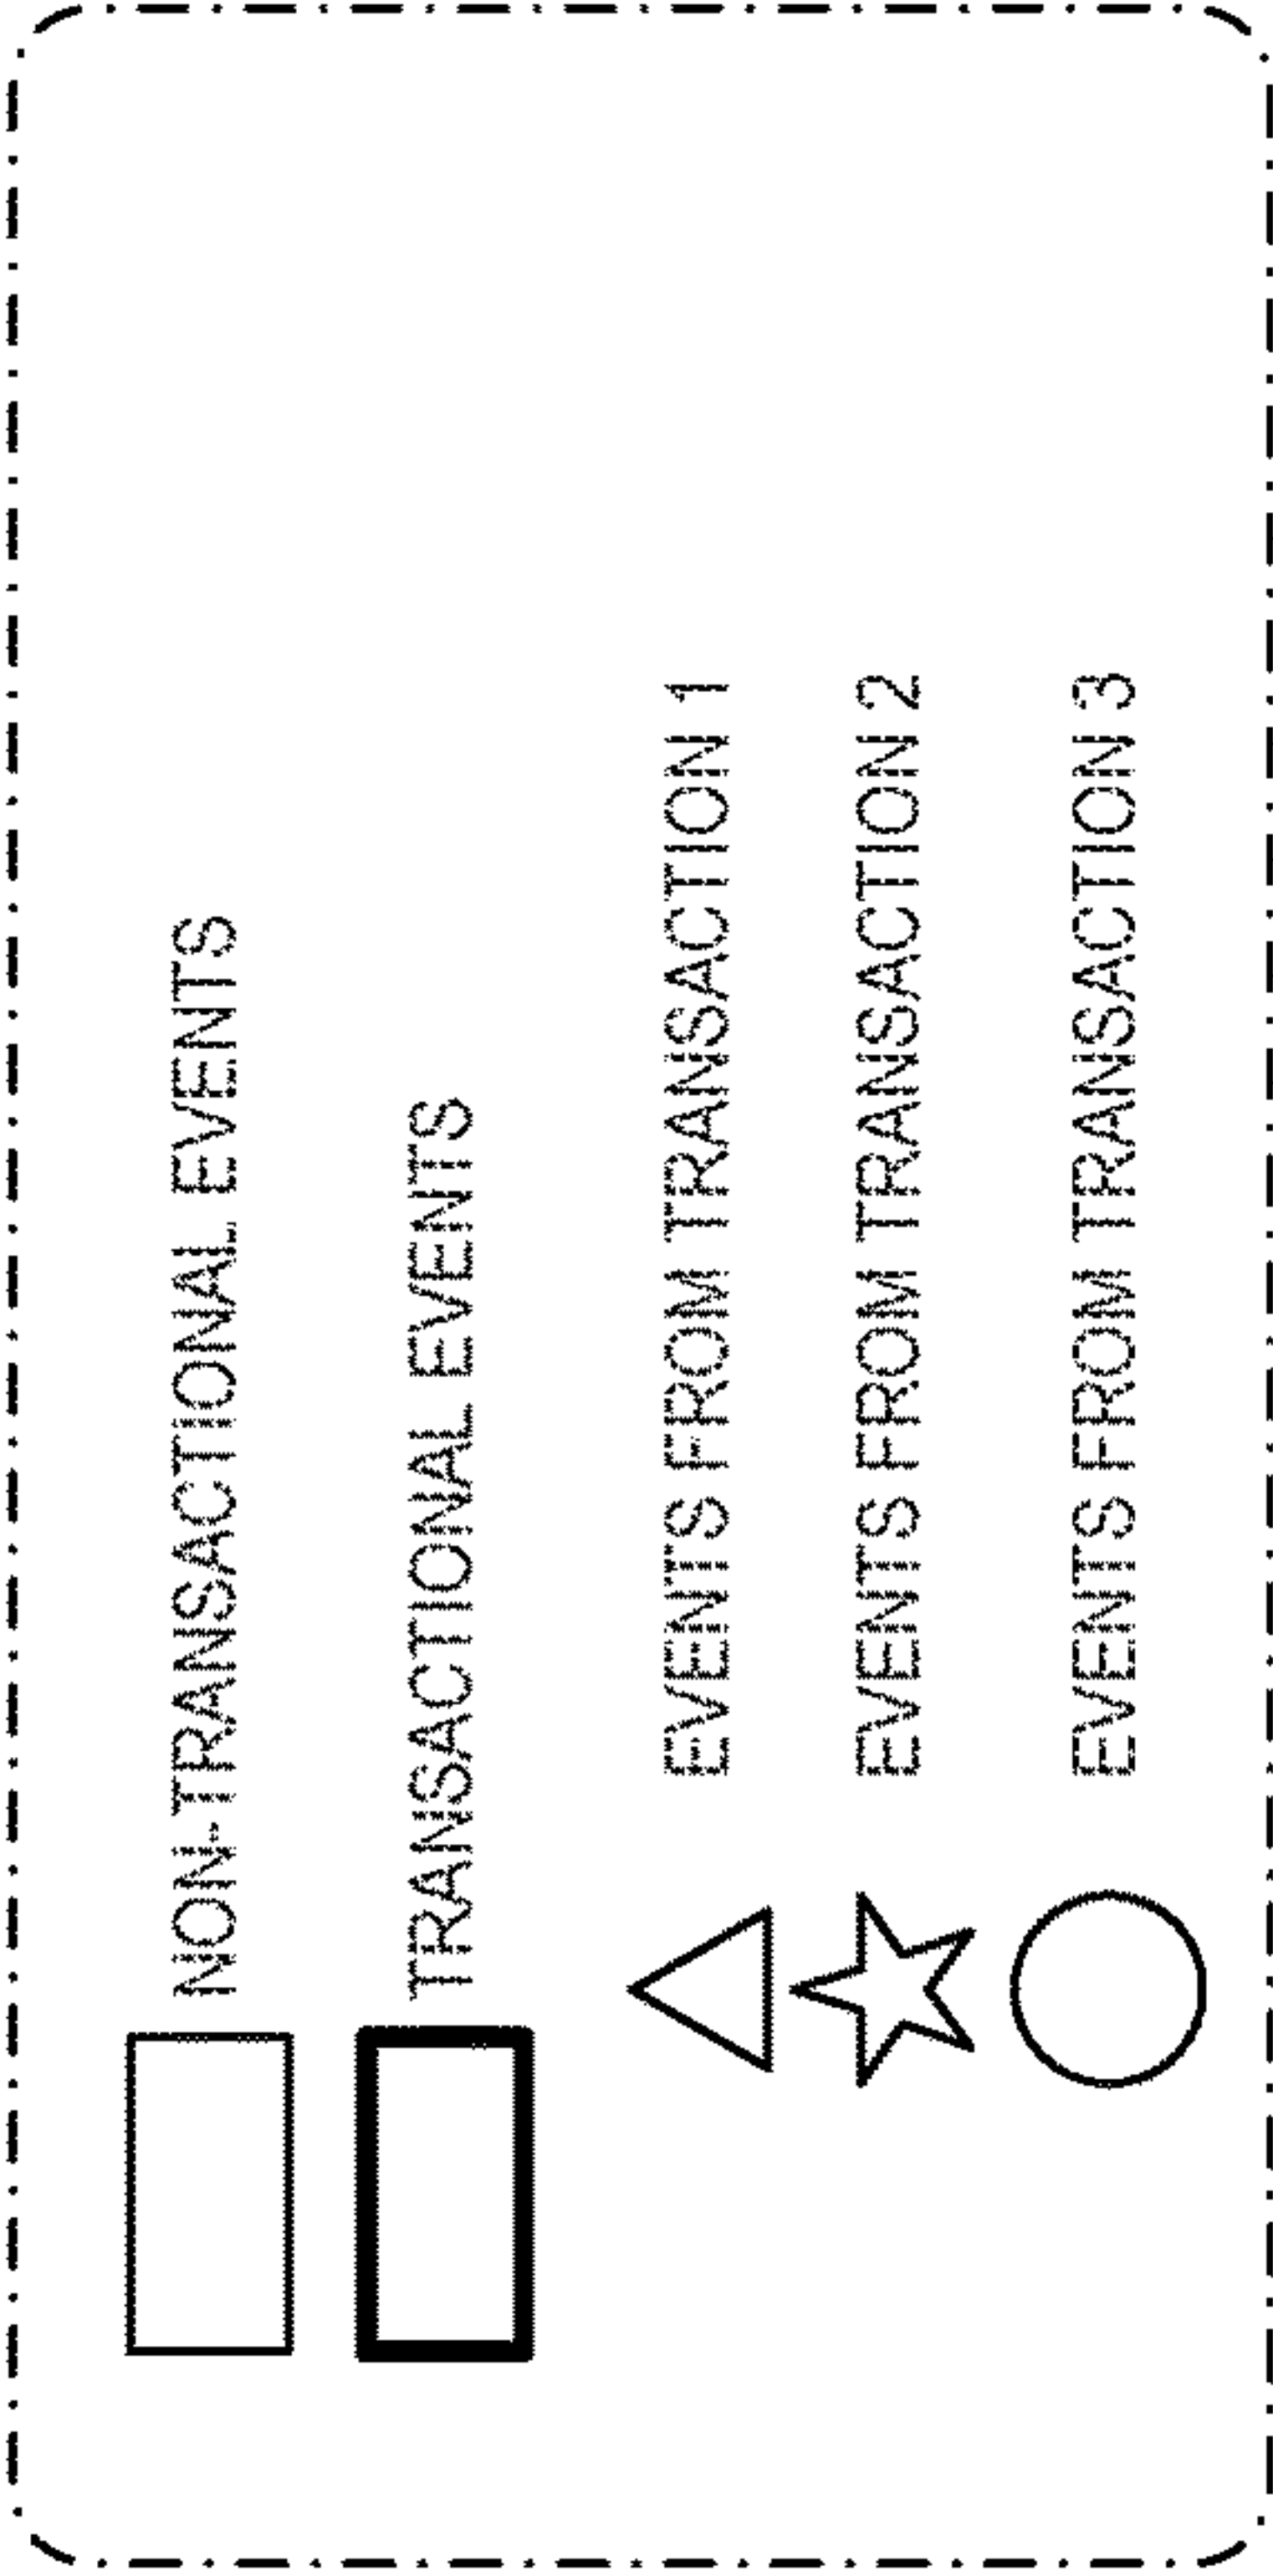 NON-TRANSACTIONAL EVENTS
TRANSACTIONAL EVENTS
EVENTS FROM TRANSACTION 1
EVENTS FROM TRANSACTION 2
EVENTS FROM TRANSACTION 3